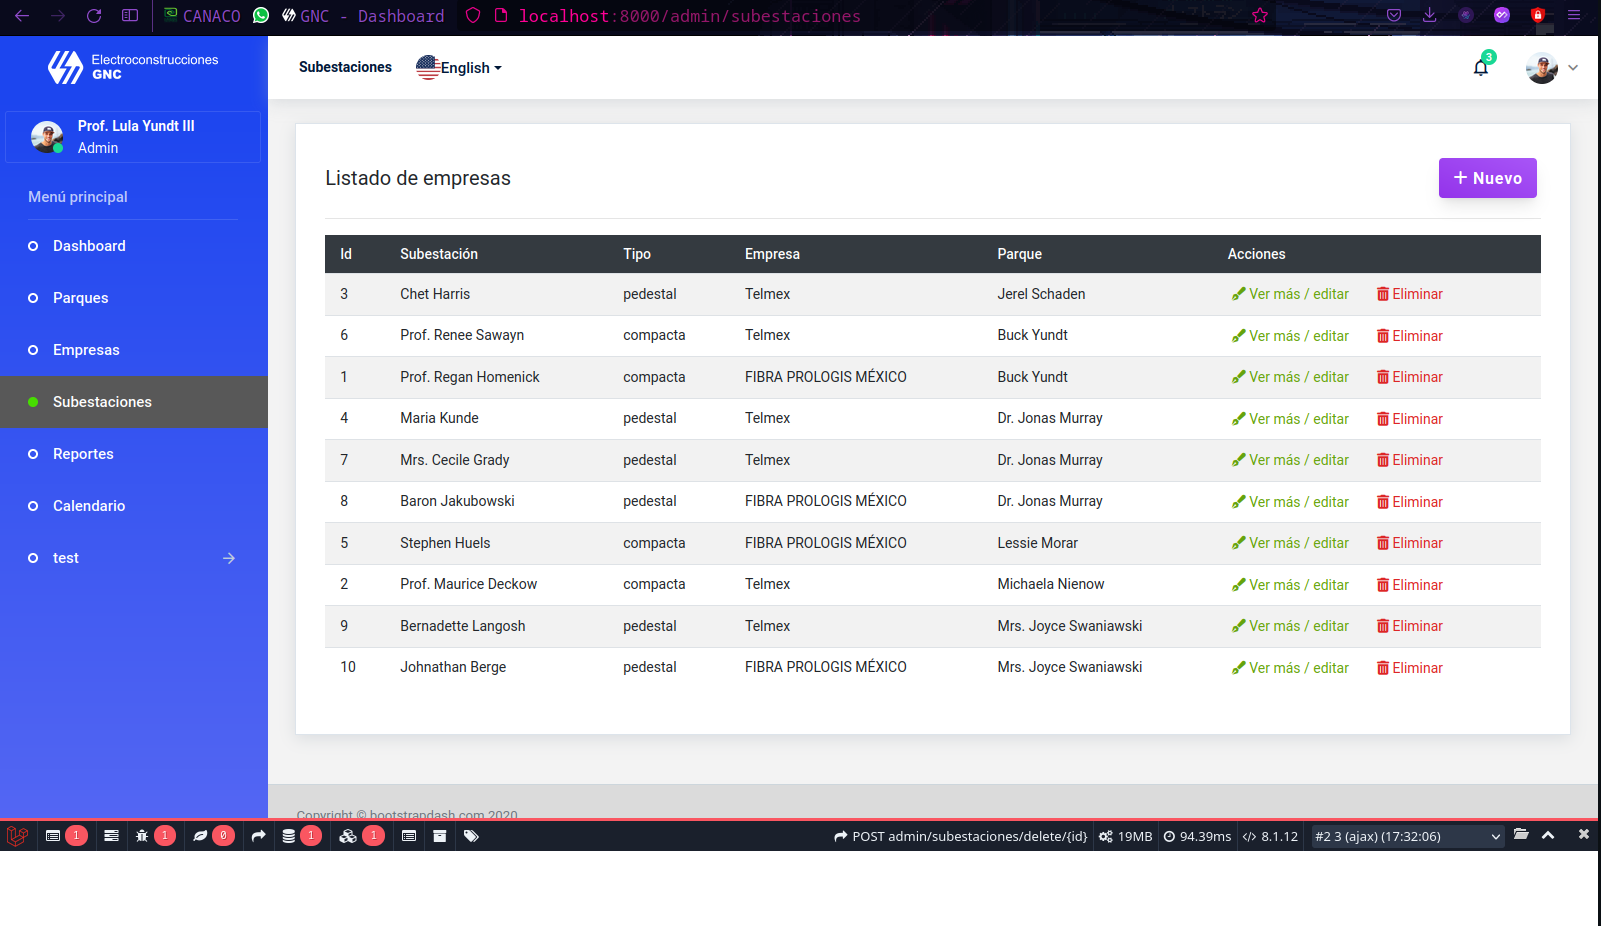 CANACO GNC - Dashboard localhost:8000/admin/subestaciones
Electroconstrucciones
GNC
Subestaciones English 3
Prof. Lula Yundt III
Admin
Menú principal
Dashboard
Parques
Empresas
Subestaciones
Reportes
Calendario
test
Listado de empresas + Nuevo
Id Subestación Tipo Empresa Parque Acciones
3 Chet Harris pedestal Telmex Jerel Schaden Ver más / editar Eliminar
6 Prof. Renee Sawayn compacta Telmex Buck Yundt Ver más / editar Eliminar
1 Prof. Regan Homenick compacta FIBRA PROLOGIS MÉXICO Buck Yundt Ver más / editar Eliminar
4 Maria Kunde pedestal Telmex Dr. Jonas Murray Ver más / editar Eliminar
7 Mrs. Cecile Grady pedestal Telmex Dr. Jonas Murray Ver más / editar Eliminar
8 Baron Jakubowski pedestal FIBRA PROLOGIS MÉXICO Dr. Jonas Murray Ver más / editar Eliminar
5 Stephen Huels compacta FIBRA PROLOGIS MÉXICO Lessie Morar Ver más / editar Eliminar
2 Prof. Maurice Deckow compacta Telmex Michaela Nienow Ver más / editar Eliminar
9 Bernadette Langosh pedestal Telmex Mrs. Joyce Swaniawski Ver más / editar Eliminar
10 Johnathan Berge pedestal FIBRA PROLOGIS MÉXICO Mrs. Joyce Swaniawski Ver más / editar Eliminar
Copyright © bootstrapdash.com 2020
1 1 0 1 1 POST admin/subestaciones/delete/{id} 19MB 94.39ms </> 8.1.12 #2 3 (ajax) (17:32:06)